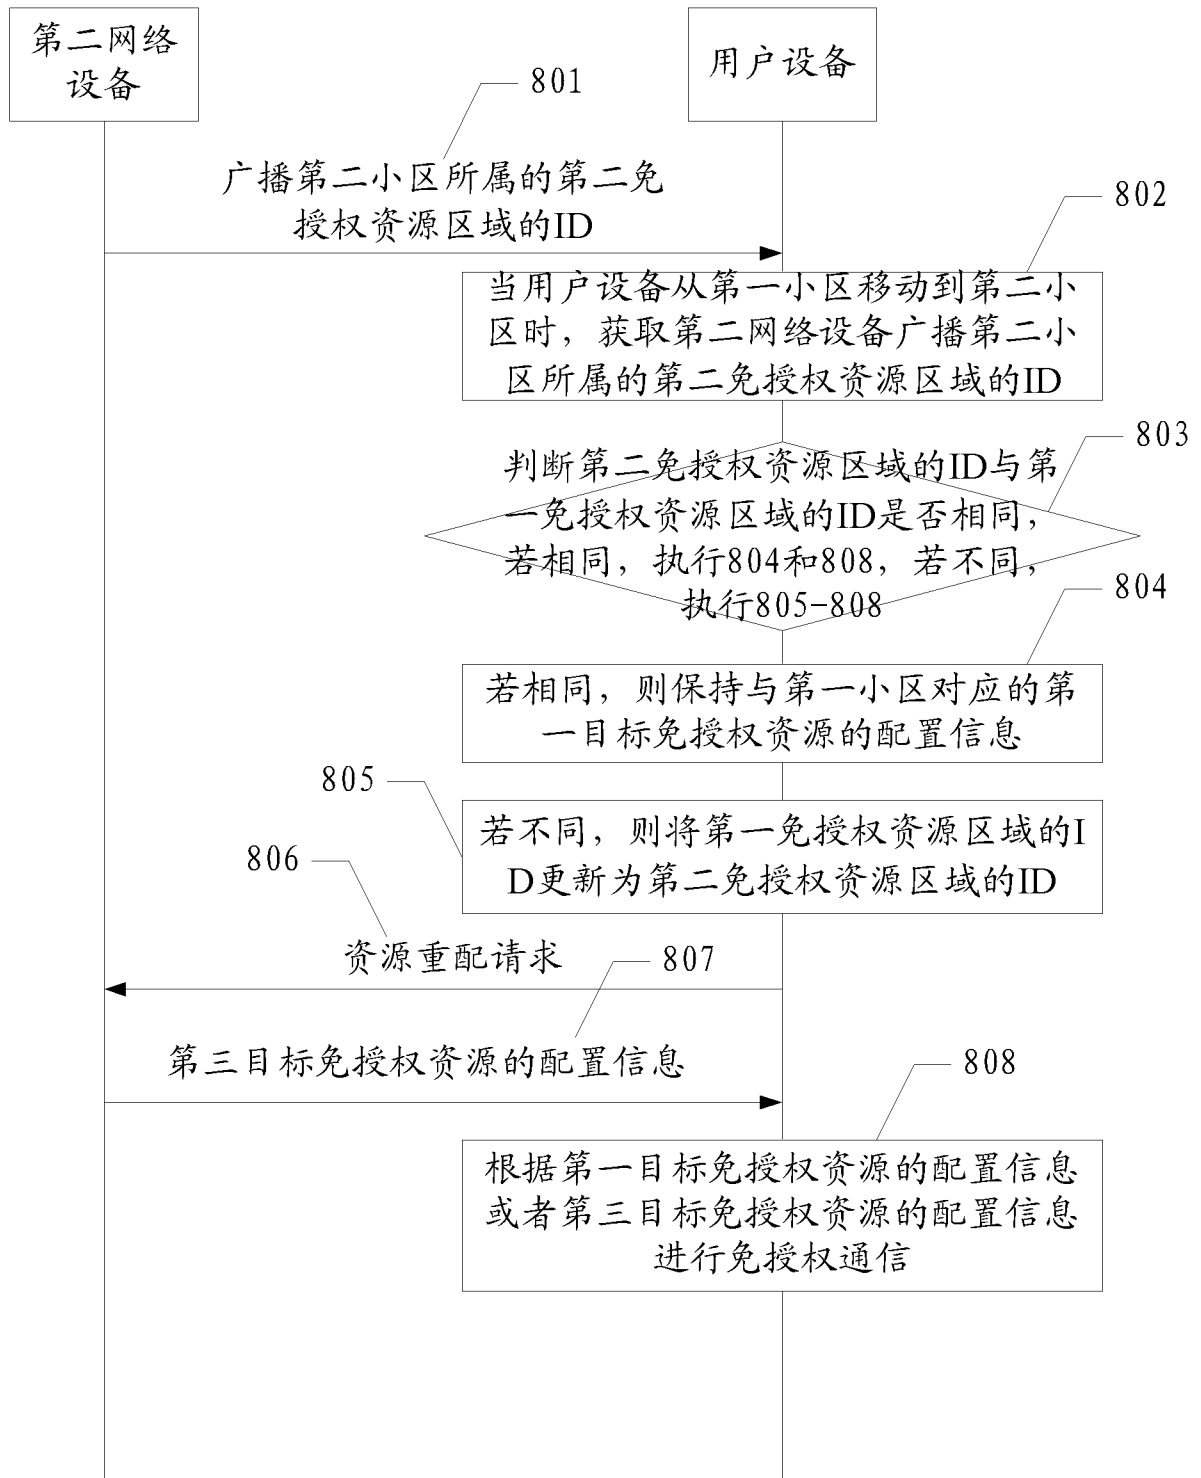 第二网络
设备
用户设备
801
广播第二小区所属的第二免
授权资源区域的ID
802
当用户设备从第一小区移动到第二小
区时，获取第二网络设备广播第二小
区所属的第二免授权资源区域的ID
803
判断第二免授权资源区域的ID与第
一免授权资源区域的ID是否相同，
若相同，执行804和808，若不同，
执行805-808
804
若相同，则保持与第一小区对应的第
一目标免授权资源的配置信息
805
若不同，则将第一免授权资源区域的I
D更新为第二免授权资源区域的ID
806
资源重配请求
807
第三目标免授权资源的配置信息
808
根据第一目标免授权资源的配置信息
或者第三目标免授权资源的配置信息
进行免授权通信